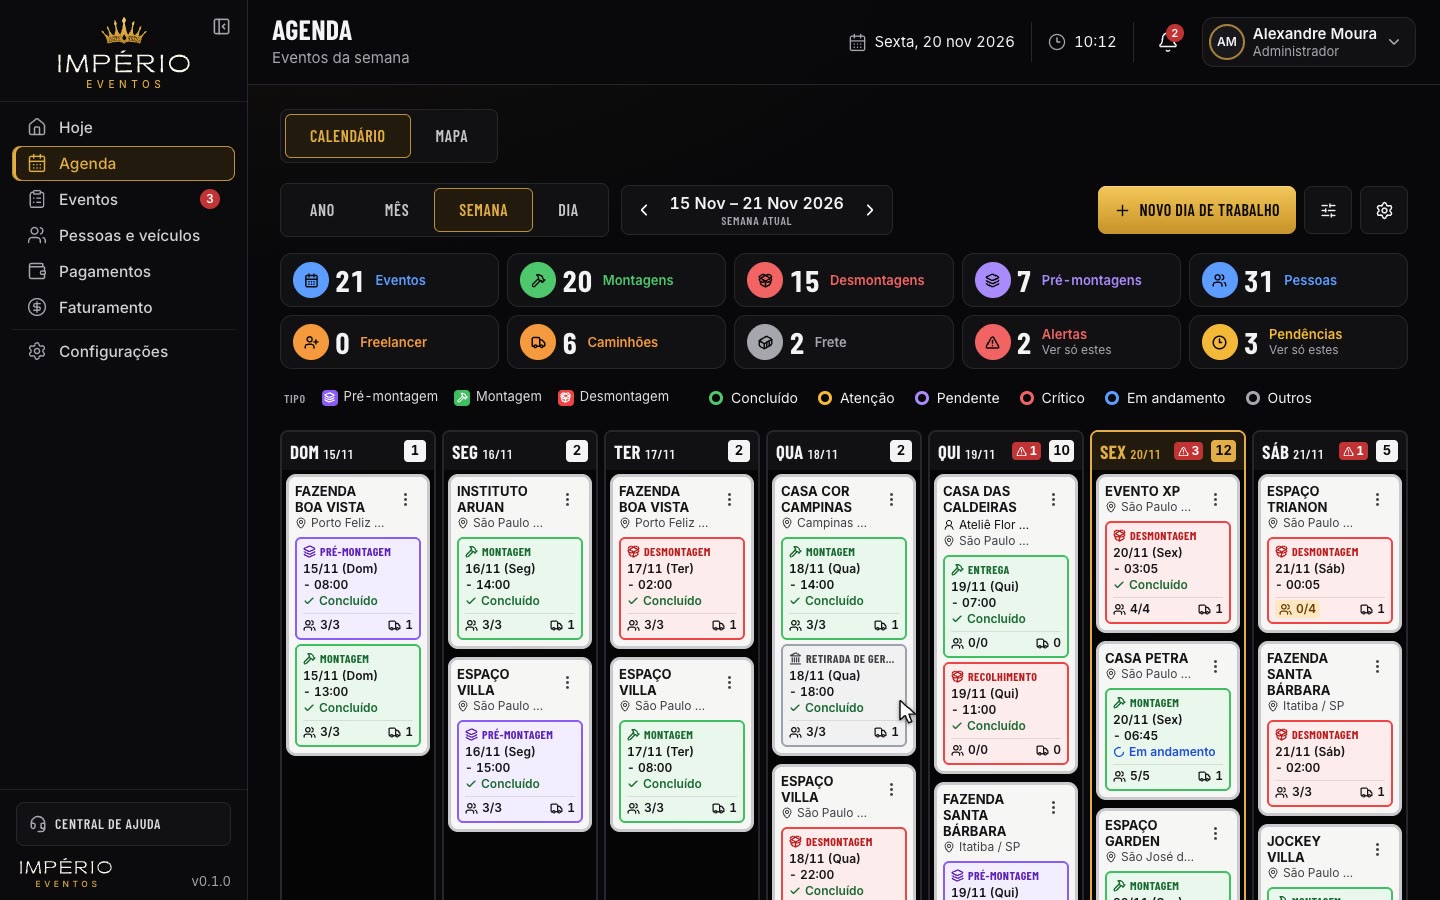 IMPÉRIO
EVENTOS
Hoje
Agenda
Eventos
3
Pessoas e veículos
Pagamentos
Faturamento
Configurações
CENTRAL DE AJUDA
IMPÉRIO
EVENTOS
v0.1.0
AGENDA
Eventos da semana
Sexta, 20 nov 2026
10:12
2
AM
Alexandre Moura
Administrador
CALENDÁRIO
MAPA
ANO
MÊS
SEMANA
DIA
15 Nov – 21 Nov 2026
SEMANA ATUAL
NOVO DIA DE TRABALHO
21 Eventos
20 Montagens
15 Desmontagens
7 Pré-montagens
31 Pessoas
0 Freelancer
6 Caminhões
2 Frete
2 Alertas
Ver só estes
3 Pendências
Ver só estes
TIPO
Pré-montagem
Montagem
Desmontagem
Concluído
Atenção
Pendente
Crítico
Em andamento
Outros
DOM 15/11 1
FAZENDA
BOA VISTA
Porto Feliz ...
PRÉ-MONTAGEM
15/11 (Dom)
- 08:00
Concluído
3/3 1
MONTAGEM
15/11 (Dom)
- 13:00
Concluído
3/3 1
SEG 16/11 2
INSTITUTO
ARUAN
São Paulo ...
MONTAGEM
16/11 (Seg)
- 14:00
Concluído
3/3 1
ESPAÇO
VILLA
São Paulo ...
PRÉ-MONTAGEM
16/11 (Seg)
- 15:00
Concluído
3/3 1
TER 17/11 2
FAZENDA
BOA VISTA
Porto Feliz ...
DESMONTAGEM
17/11 (Ter)
- 02:00
Concluído
3/3 1
ESPAÇO
VILLA
São Paulo ...
MONTAGEM
17/11 (Ter)
- 08:00
Concluído
3/3 1
QUA 18/11 2
CASA COR
CAMPINAS
Campinas ...
MONTAGEM
18/11 (Qua)
- 14:00
Concluído
3/3 1
RETIRADA DE GER...
18/11 (Qua)
- 18:00
Concluído
3/3 1
ESPAÇO
VILLA
São Paulo ...
DESMONTAGEM
18/11 (Qua)
- 22:00
Concluído
QUI 19/11 1 10
CASA DAS
CALDEIRAS
Ateliê Flor ...
São Paulo ...
ENTREGA
19/11 (Qui)
- 07:00
Concluído
0/0 0
RECOLHIMENTO
19/11 (Qui)
- 11:00
Concluído
0/0 0
FAZENDA
SANTA
BÁRBARA
Itatiba / SP
PRÉ-MONTAGEM
19/11 (Qui)
SEX 20/11 3 12
EVENTO XP
São Paulo ...
DESMONTAGEM
20/11 (Sex)
- 03:05
Concluído
4/4 1
CASA PETRA
São Paulo ...
MONTAGEM
20/11 (Sex)
- 06:45
Em andamento
5/5 1
ESPAÇO
GARDEN
São José d...
MONTAGEM
SÁB 21/11 1 5
ESPAÇO
TRIANON
São Paulo ...
DESMONTAGEM
21/11 (Sáb)
- 00:05
0/4 1
FAZENDA
SANTA
BÁRBARA
Itatiba / SP
DESMONTAGEM
21/11 (Sáb)
- 02:00
3/3 1
JOCKEY
VILLA
São Paulo ...